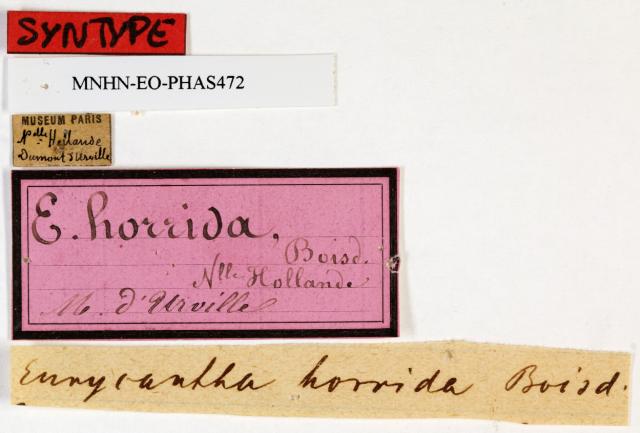 SYNTYPE
MNHN-EO-PHAS472
MUSEUM PARIS
Nlle Hollande
Dumont d'Urville
E. horrida,
Boisd.
Nlle Hollande
M. d'Urville
Eurycantha horrida Boisd.